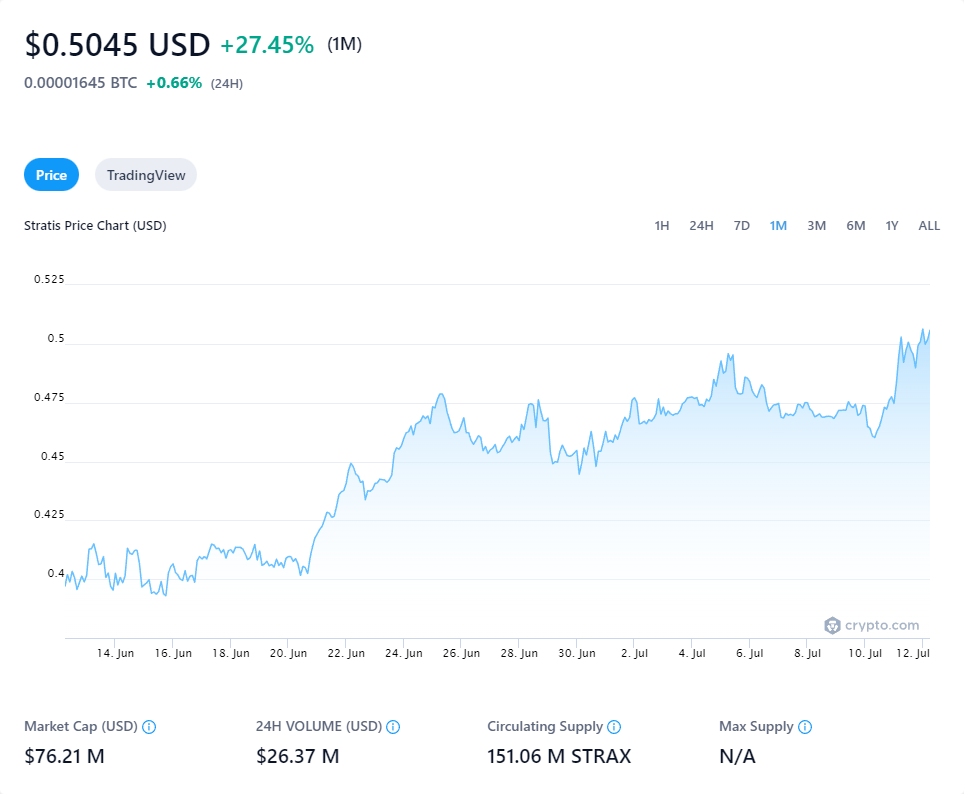 $0.5045 USD +27.45% (1M)
0.00001645 BTC +0.66% (24H)
Price TradingView
Stratis Price Chart (USD)
1H 24H 7D 1M 3M 6M 1Y ALL
0.525
0.5
0.475
0.45
0.425
0.4
crypto.com
14. Jun 16. Jun 18. Jun 20. Jun 22. Jun 24. Jun 26. Jun 28. Jun 30. Jun 2. Jul 4. Jul 6. Jul 8. Jul 10. Jul 12. Jul
Market Cap (USD) 24H VOLUME (USD) Circulating Supply Max Supply
$76.21 M $26.37 M 151.06 M STRAX N/A